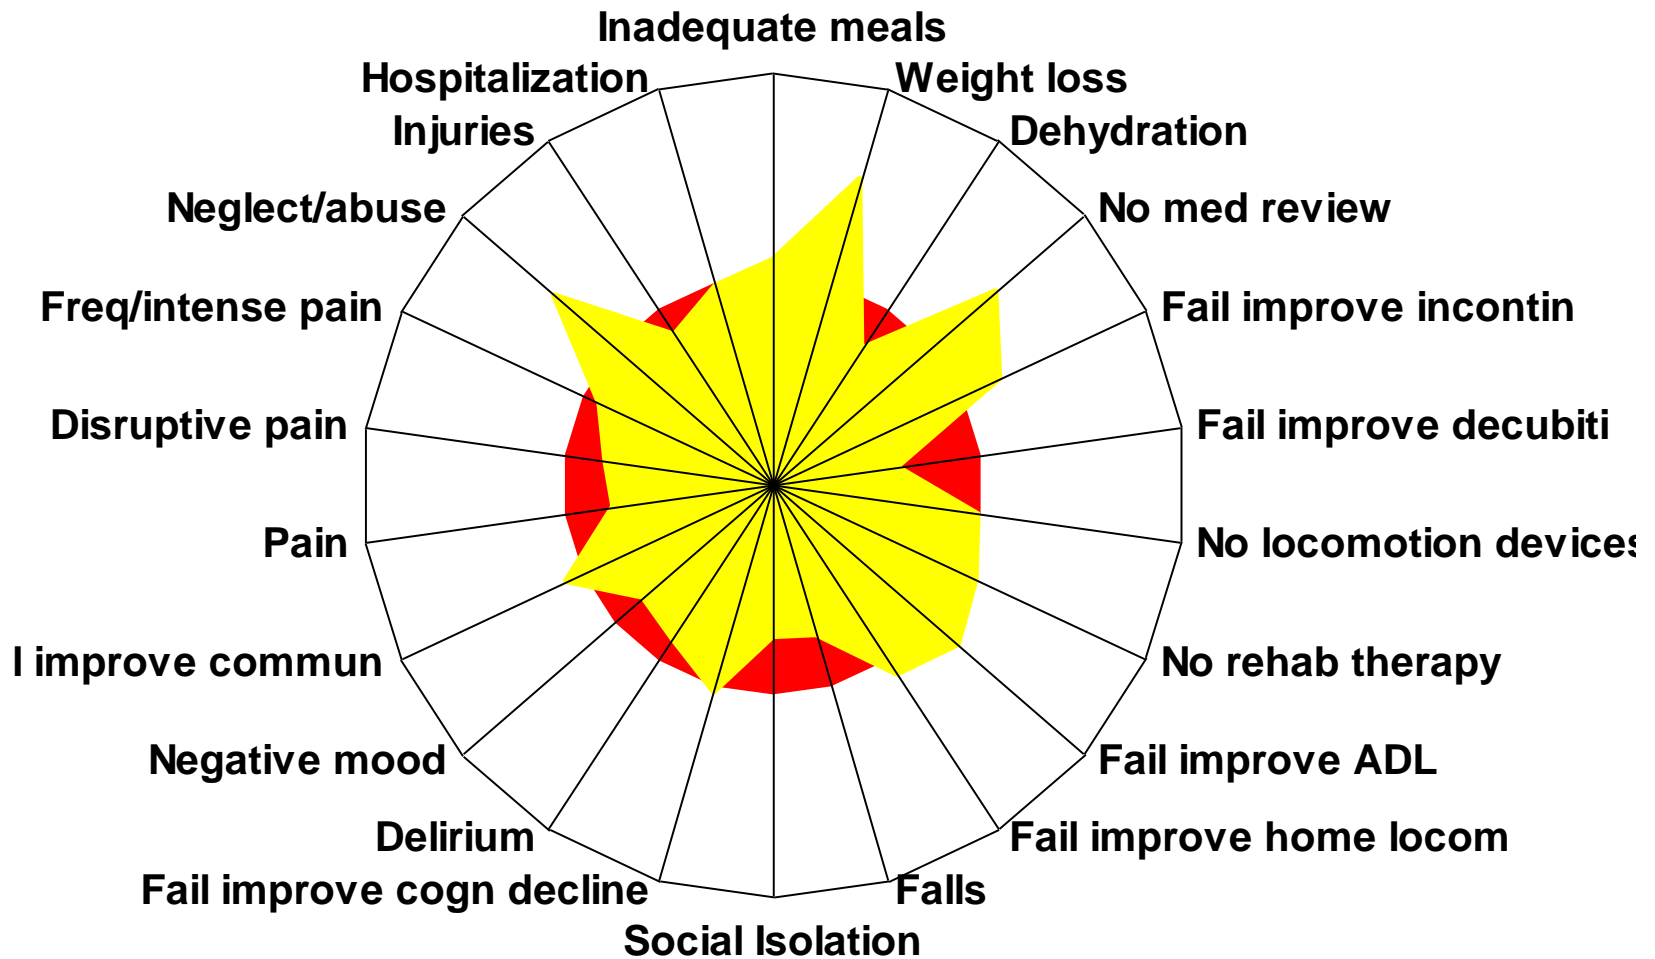 Inadequate meals
Weight loss
Dehydration
No med review
Fail improve incontin
Fail improve decubiti
No locomotion devices
No rehab therapy
Fail improve ADL
Fail improve home locom
Falls
Social Isolation
Fail improve cogn decline
Delirium
Negative mood
l improve commun
Pain
Disruptive pain
Freq/intense pain
Neglect/abuse
Injuries
Hospitalization